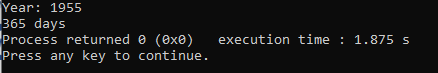 Year: 1955
365 days
Process returned 0 (0x0)   execution time : 1.875 s
Press any key to continue.